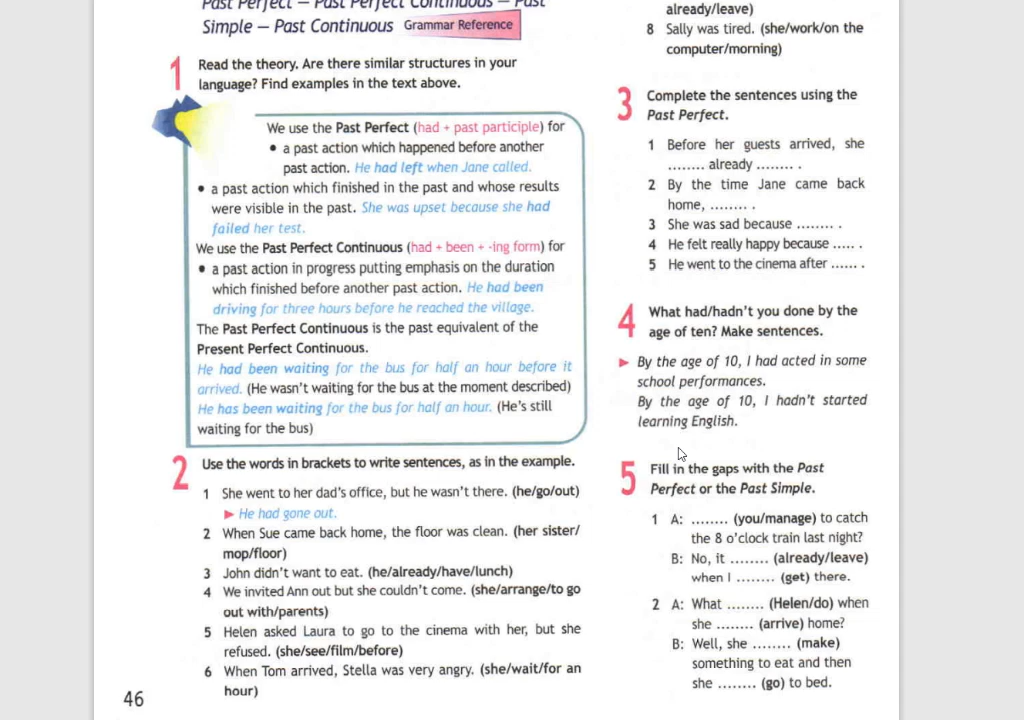 Past Perfect – Past Perfect Continuous – Past
Simple – Past Continuous Grammar Reference
1 Read the theory. Are there similar structures in your
language? Find examples in the text above.
We use the Past Perfect (had + past participle) for
• a past action which happened before another
past action. He had left when Jane called.
• a past action which finished in the past and whose results
were visible in the past. She was upset because she had
failed her test.
We use the Past Perfect Continuous (had + been + -ing form) for
• a past action in progress putting emphasis on the duration
which finished before another past action. He had been
driving for three hours before he reached the village.
The Past Perfect Continuous is the past equivalent of the
Present Perfect Continuous.
He had been waiting for the bus for half an hour before it
arrived. (He wasn't waiting for the bus at the moment described)
He has been waiting for the bus for half an hour. (He's still
waiting for the bus)
2 Use the words in brackets to write sentences, as in the example.
1 She went to her dad's office, but he wasn't there. (he/go/out)
► He had gone out.
2 When Sue came back home, the floor was clean. (her sister/
mop/floor)
3 John didn't want to eat. (he/already/have/lunch)
4 We invited Ann out but she couldn't come. (she/arrange/to go
out with/parents)
5 Helen asked Laura to go to the cinema with her, but she
refused. (she/see/film/before)
6 When Tom arrived, Stella was very angry. (she/wait/for an
hour)
46
already/leave)
8 Sally was tired. (she/work/on the
computer/morning)
3 Complete the sentences using the
Past Perfect.
1 Before her guests arrived, she
........ already ........ .
2 By the time Jane came back
home, ........ .
3 She was sad because ........ .
4 He felt really happy because ..... .
5 He went to the cinema after ...... .
4 What had/hadn't you done by the
age of ten? Make sentences.
► By the age of 10, I had acted in some
school performances.
By the age of 10, I hadn't started
learning English.
5 Fill in the gaps with the Past
Perfect or the Past Simple.
1 A: ........ (you/manage) to catch
the 8 o'clock train last night?
B: No, it ........ (already/leave)
when I ........ (get) there.
2 A: What ........ (Helen/do) when
she ........ (arrive) home?
B: Well, she ........ (make)
something to eat and then
she ........ (go) to bed.